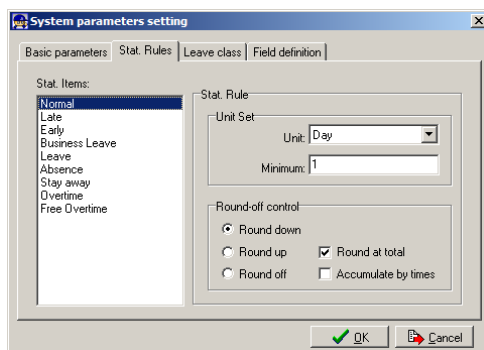 System parameters setting
Basic parameters Stat. Rules Leave class Field definition
Stat. Items:
Normal
Late
Early
Business Leave
Leave
Absence
Stay away
Overtime
Free Overtime
Stat. Rule
Unit Set
Unit: Day
Minimum: 1
Round-off control
Round down
Round up Round at total
Round off Accumulate by times
OK Cancel